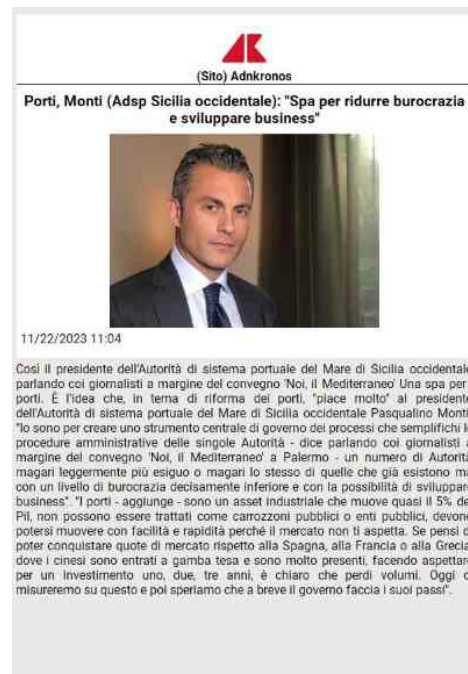 (Sito) Adnkronos
Porti, Monti (Adsp Sicilia occidentale): "Spa per ridurre burocrazia
e sviluppare business"
11/22/2023 11:04
Così il presidente dell'Autorità di sistema portuale del Mare di Sicilia occidentale
parlando coi giornalisti a margine del convegno 'Noi, il Mediterraneo' Una spa per i
porti. È l'idea che, in tema di riforma dei porti, "piace molto" al presidente
dell'Autorità di sistema portuale del Mare di Sicilia occidentale Pasqualino Monti
"Io sono per creare uno strumento centrale di governo dei processi che semplifichi le
procedure amministrative delle singole Autorità - dice parlando coi giornalisti a
margine del convegno 'Noi, il Mediterraneo' a Palermo - un numero di Autorità
magari leggermente più esiguo o magari lo stesso di quelle che già esistono ma
con un livello di burocrazia decisamente inferiore e con la possibilità di sviluppare
business". "I porti - aggiunge - sono un asset industriale che muove quasi il 5% del
Pil, non possono essere trattati come carrozzoni pubblici o enti pubblici, devono
potersi muovere con facilità e rapidità perché il mercato non ti aspetta. Se pensi di
poter conquistare quote di mercato rispetto alla Spagna, alla Francia o alla Grecia
dove i cinesi sono entrati a gamba tesa e sono molto presenti, facendo aspettare
per un investimento uno, due, tre anni, è chiaro che perdi volumi. Oggi ci
misureremo su questo e poi speriamo che a breve il governo faccia i suoi passi".